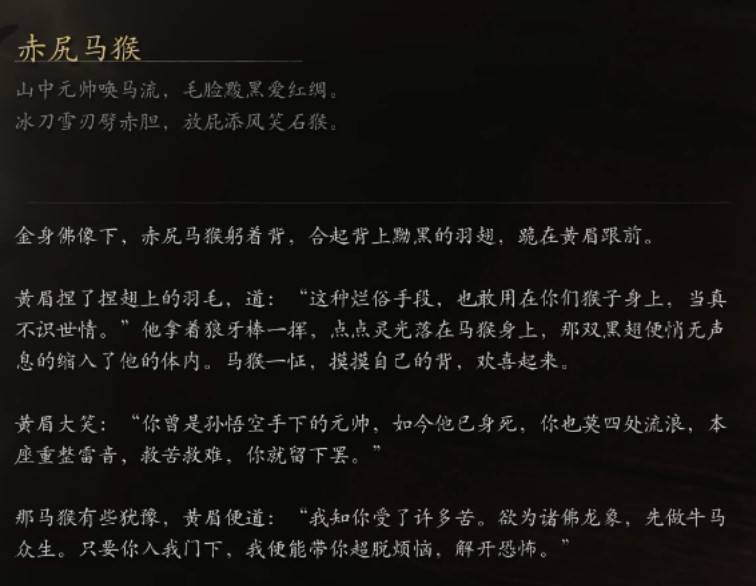 赤尻马猴
山中元帅唤马流，毛脸黢黑爱红绸。
冰刀雪刃劈赤胆，放屁添风笑石猴。
金身佛像下，赤尻马猴躬着背，合起背上黝黑的羽翅，跪在黄眉跟前。
黄眉捏了捏翅上的羽毛，道：“这种烂俗手段，也敢用在你们猴子身上，当真
不识世情。”他拿着狼牙棒一挥，点点灵光落在马猴身上，那双黑翅便悄无声
息的缩入了他的体内。马猴一怔，摸摸自己的背，欢喜起来。
黄眉大笑：“你曾是孙悟空手下的元帅，如今他已身死，你也莫四处流浪，本
座重整雷音，救苦救难，你就留下罢。”
那马猴有些犹豫，黄眉便道：“我知你受了许多苦。欲为诸佛龙象，先做牛马
众生。只要你入我门下，我便能带你超脱烦恼，解开恐怖。”